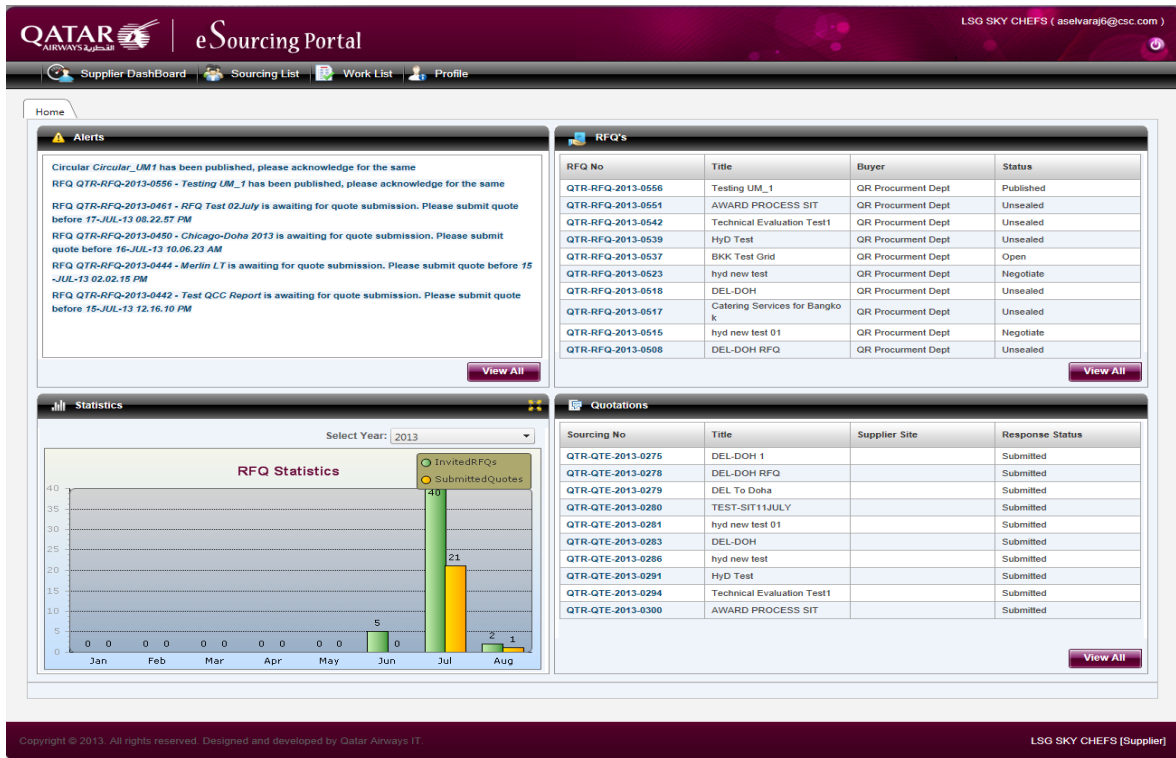 QATAR
AIRWAYS القطرية
eSourcing Portal
LSG SKY CHEFS ( aselvaraj6@csc.com )
Supplier DashBoard Sourcing List Work List Profile
Home
Alerts
Circular Circular_UM1 has been published, please acknowledge for the same
RFQ QTR-RFQ-2013-0556 - Testing UM_1 has been published, please acknowledge for the same
RFQ QTR-RFQ-2013-0461 - RFQ Test 02July is awaiting for quote submission. Please submit quote
before 17-JUL-13 08.22.57 PM
RFQ QTR-RFQ-2013-0450 - Chicago-Doha 2013 is awaiting for quote submission. Please submit
quote before 16-JUL-13 10.06.23 AM
RFQ QTR-RFQ-2013-0444 - Merlin LT is awaiting for quote submission. Please submit quote before 15
-JUL-13 02.02.15 PM
RFQ QTR-RFQ-2013-0442 - Test QCC Report is awaiting for quote submission. Please submit quote
before 15-JUL-13 12.16.10 PM
View All
RFQ's
RFQ No Title Buyer Status
QTR-RFQ-2013-0556 Testing UM_1 QR Procurment Dept Published
QTR-RFQ-2013-0551 AWARD PROCESS SIT QR Procurment Dept Unsealed
QTR-RFQ-2013-0542 Technical Evaluation Test1 QR Procurment Dept Unsealed
QTR-RFQ-2013-0539 HyD Test QR Procurment Dept Unsealed
QTR-RFQ-2013-0537 BKK Test Grid QR Procurment Dept Open
QTR-RFQ-2013-0523 hyd new test QR Procurment Dept Negotiate
QTR-RFQ-2013-0518 DEL-DOH QR Procurment Dept Unsealed
QTR-RFQ-2013-0517 Catering Services for Bangko
k QR Procurment Dept Unsealed
QTR-RFQ-2013-0515 hyd new test 01 QR Procurment Dept Negotiate
QTR-RFQ-2013-0508 DEL-DOH RFQ QR Procurment Dept Unsealed
View All
Statistics
Select Year: 2013
RFQ Statistics
InvitedRFQs
SubmittedQuotes
40
35
30
25
20
15
10
5
0
0 0 0 0 0 0 0 0 0 0 5 0 40 21 2 1
Jan Feb Mar Apr May Jun Jul Aug
Quotations
Sourcing No Title Supplier Site Response Status
QTR-QTE-2013-0275 DEL-DOH 1 Submitted
QTR-QTE-2013-0278 DEL-DOH RFQ Submitted
QTR-QTE-2013-0279 DEL To Doha Submitted
QTR-QTE-2013-0280 TEST-SIT11JULY Submitted
QTR-QTE-2013-0281 hyd new test 01 Submitted
QTR-QTE-2013-0283 DEL-DOH Submitted
QTR-QTE-2013-0286 hyd new test Submitted
QTR-QTE-2013-0291 HyD Test Submitted
QTR-QTE-2013-0294 Technical Evaluation Test1 Submitted
QTR-QTE-2013-0300 AWARD PROCESS SIT Submitted
View All
Copyright © 2013. All rights reserved. Designed and developed by Qatar Airways IT.
LSG SKY CHEFS [Supplier]